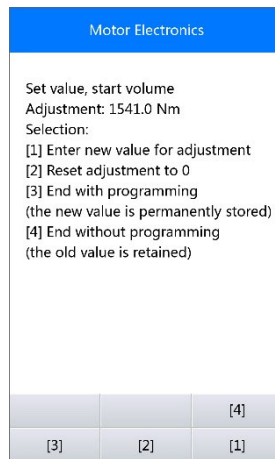 Motor Electronics
Set value, start volume
Adjustment: 1541.0 Nm
Selection:
[1] Enter new value for adjustment
[2] Reset adjustment to 0
[3] End with programming
(the new value is permanently stored)
[4] End without programming
(the old value is retained)
[4]
[3] [2] [1]